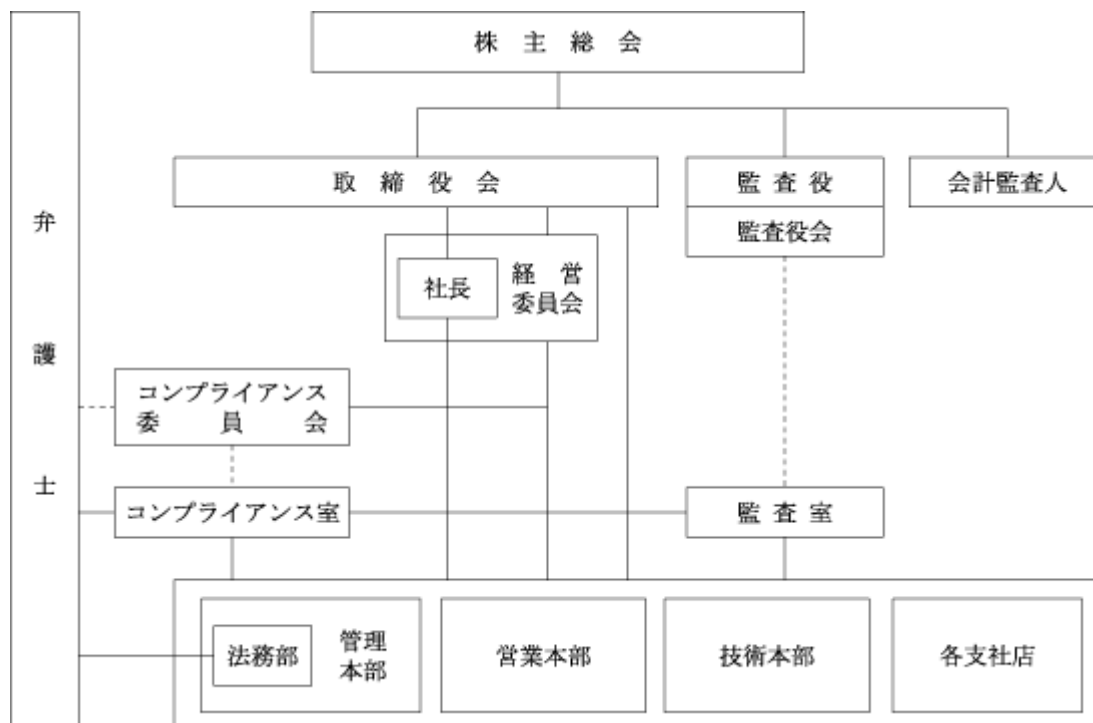 株主総会
取締役会
監査役
会計監査人
監査役会
弁護士
社長
経営
委員会
コンプライアンス
委員会
コンプライアンス室
監査室
法務部
管理
本部
営業本部
技術本部
各支社店